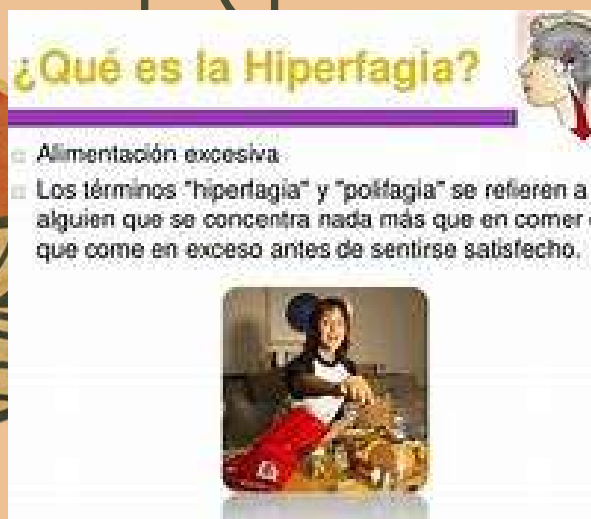 ¿Qué es la Hiperfagia?
Alimentación excesiva
Los términos "hiperfagia" y "polifagia" se refieren a
alguien que se concentra nada más que en comer
que come en exceso antes de sentirse satisfecho.